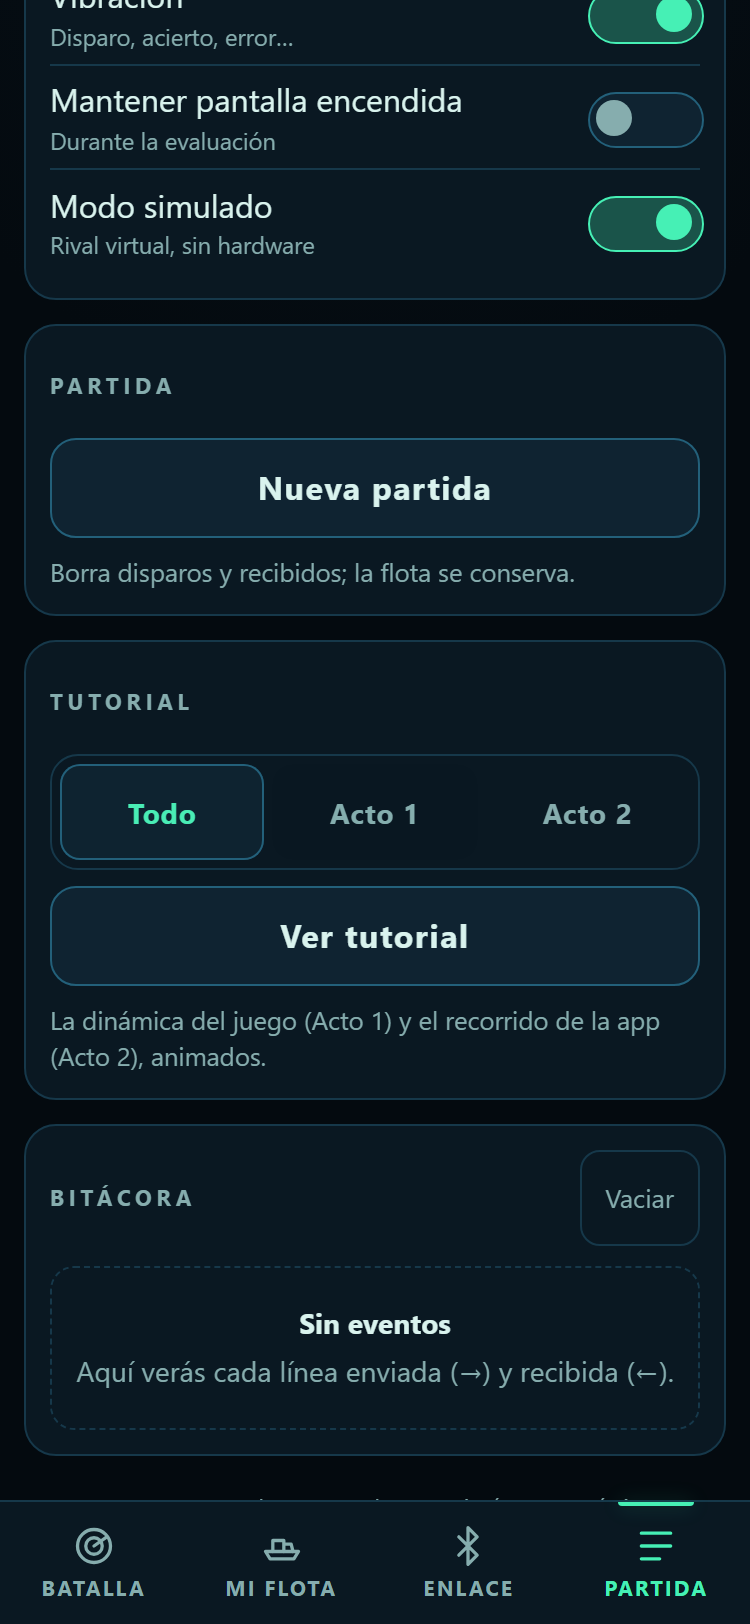 Vibración
Disparo, acierto, error...
Mantener pantalla encendida
Durante la evaluación
Modo simulado
Rival virtual, sin hardware
PARTIDA
Nueva partida
Borra disparos y recibidos; la flota se conserva.
TUTORIAL
Todo
Acto 1
Acto 2
Ver tutorial
La dinámica del juego (Acto 1) y el recorrido de la app
(Acto 2), animados.
BITÁCORA
Vaciar
Sin eventos
Aquí verás cada línea enviada (→) y recibida (←).
BATALLA
MI FLOTA
ENLACE
PARTIDA